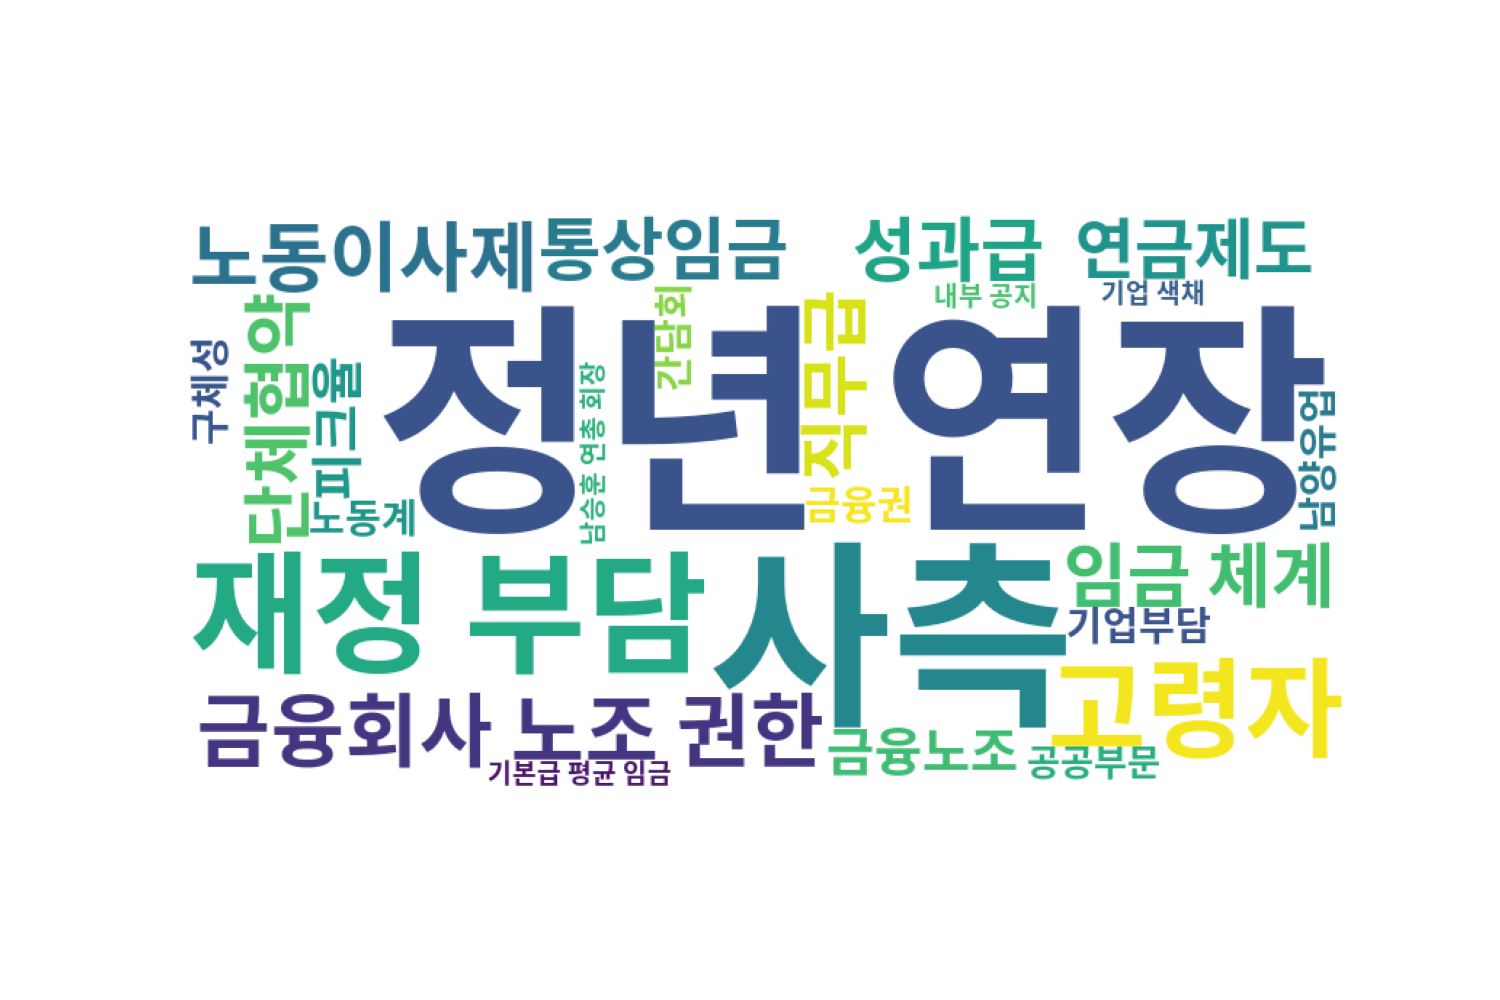 노동이사제
통상임금
성과급
연금제도
내부 공지
기업 색채
정년연장
간담회
직무급
단체협약
구체성
피크율
노동계
남승훈 연총 회장
금융권
남양유업
재정 부담
사측
임금 체계
기업부담
고령자
금융회사 노조 권한
금융노조
공공부문
기본급 평균 임금